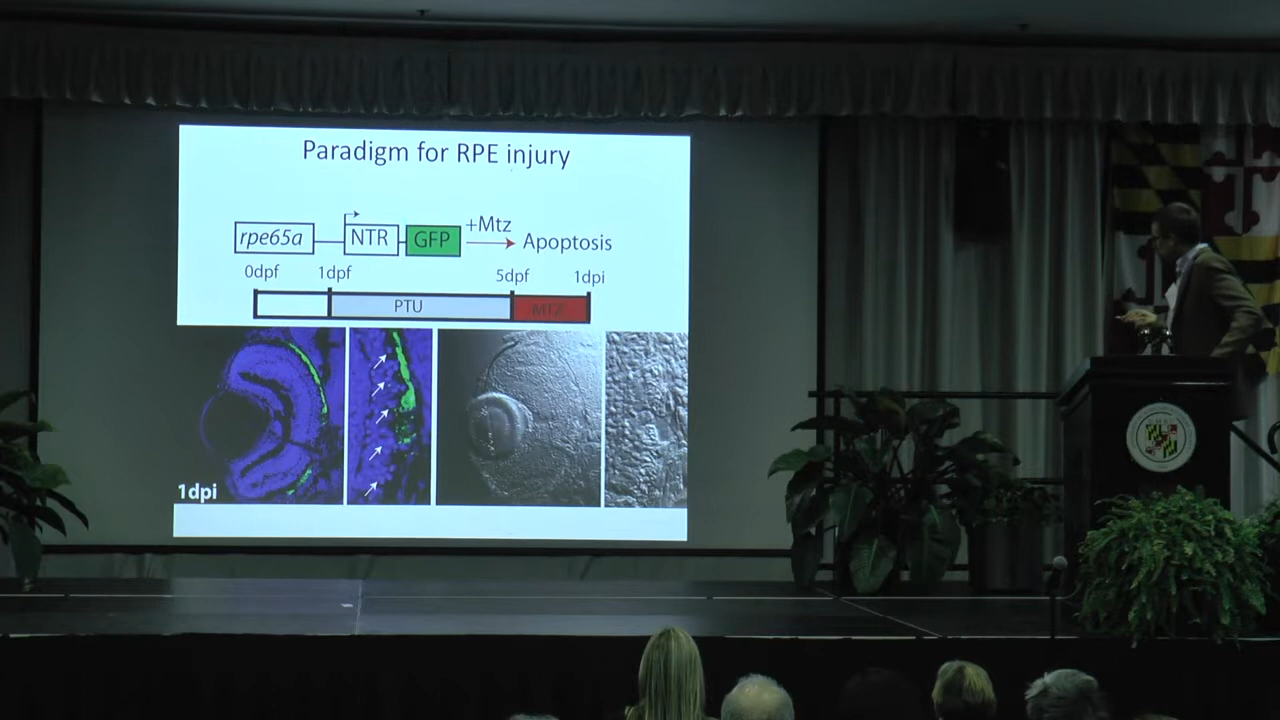 Paradigm for RPE injury
rpe65a NTR GFP +Mtz Apoptosis
0dpf 1dpf 5dpf 1dpi
PTU MTZ
1dpi